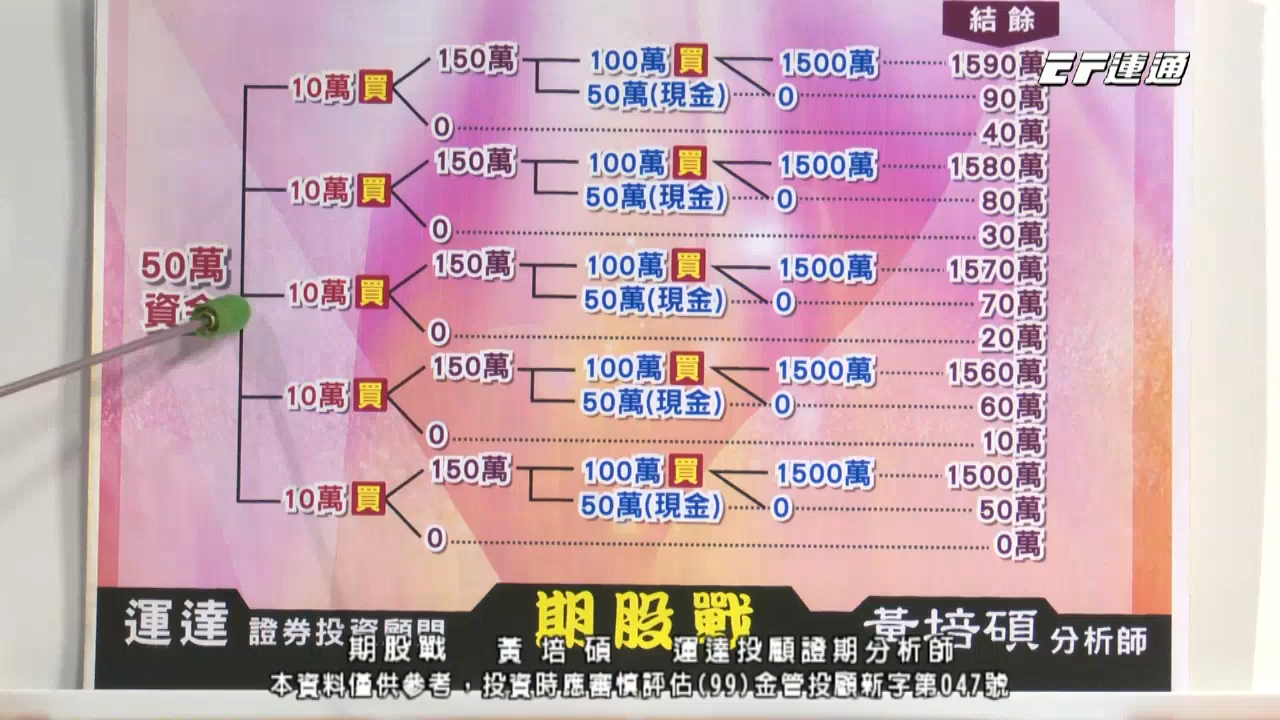 結餘
EF運通
150萬 100萬買 1500萬 1590萬
10萬買 50萬(現金) 0 90萬
0 40萬
150萬 100萬買 1500萬 1580萬
10萬買 50萬(現金) 0 80萬
0 30萬
50萬
資金
150萬 100萬買 1500萬 1570萬
10萬買 50萬(現金) 0 70萬
0 20萬
150萬 100萬買 1500萬 1560萬
10萬買 50萬(現金) 0 60萬
0 10萬
150萬 100萬買 1500萬 1500萬
10萬買 50萬(現金) 0 50萬
0 0萬
運達 證券投資顧問 期股戰 黃培碩 分析師
期股戰 黃培碩 運達投顧證期分析師
本資料僅供參考，投資時應審慎評估(99)金管投顧新字第047號